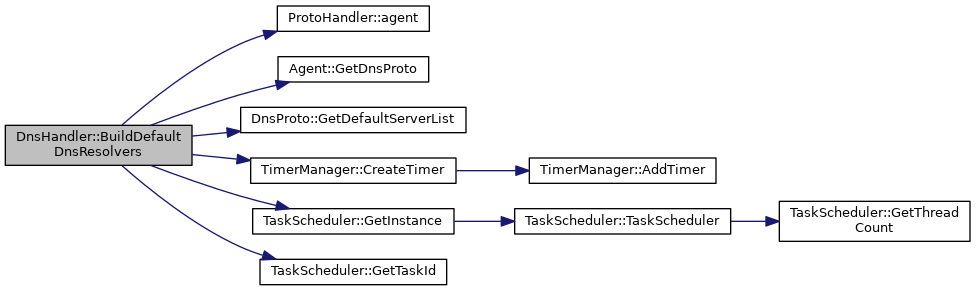 ProtoHandler::agent
Agent::GetDnsProto
DnsHandler::BuildDefault
DnsResolvers
DnsProto::GetDefaultServerList
TimerManager::CreateTimer
TimerManager::AddTimer
TaskScheduler::GetInstance
TaskScheduler::TaskScheduler
TaskScheduler::GetThread
Count
TaskScheduler::GetTaskId